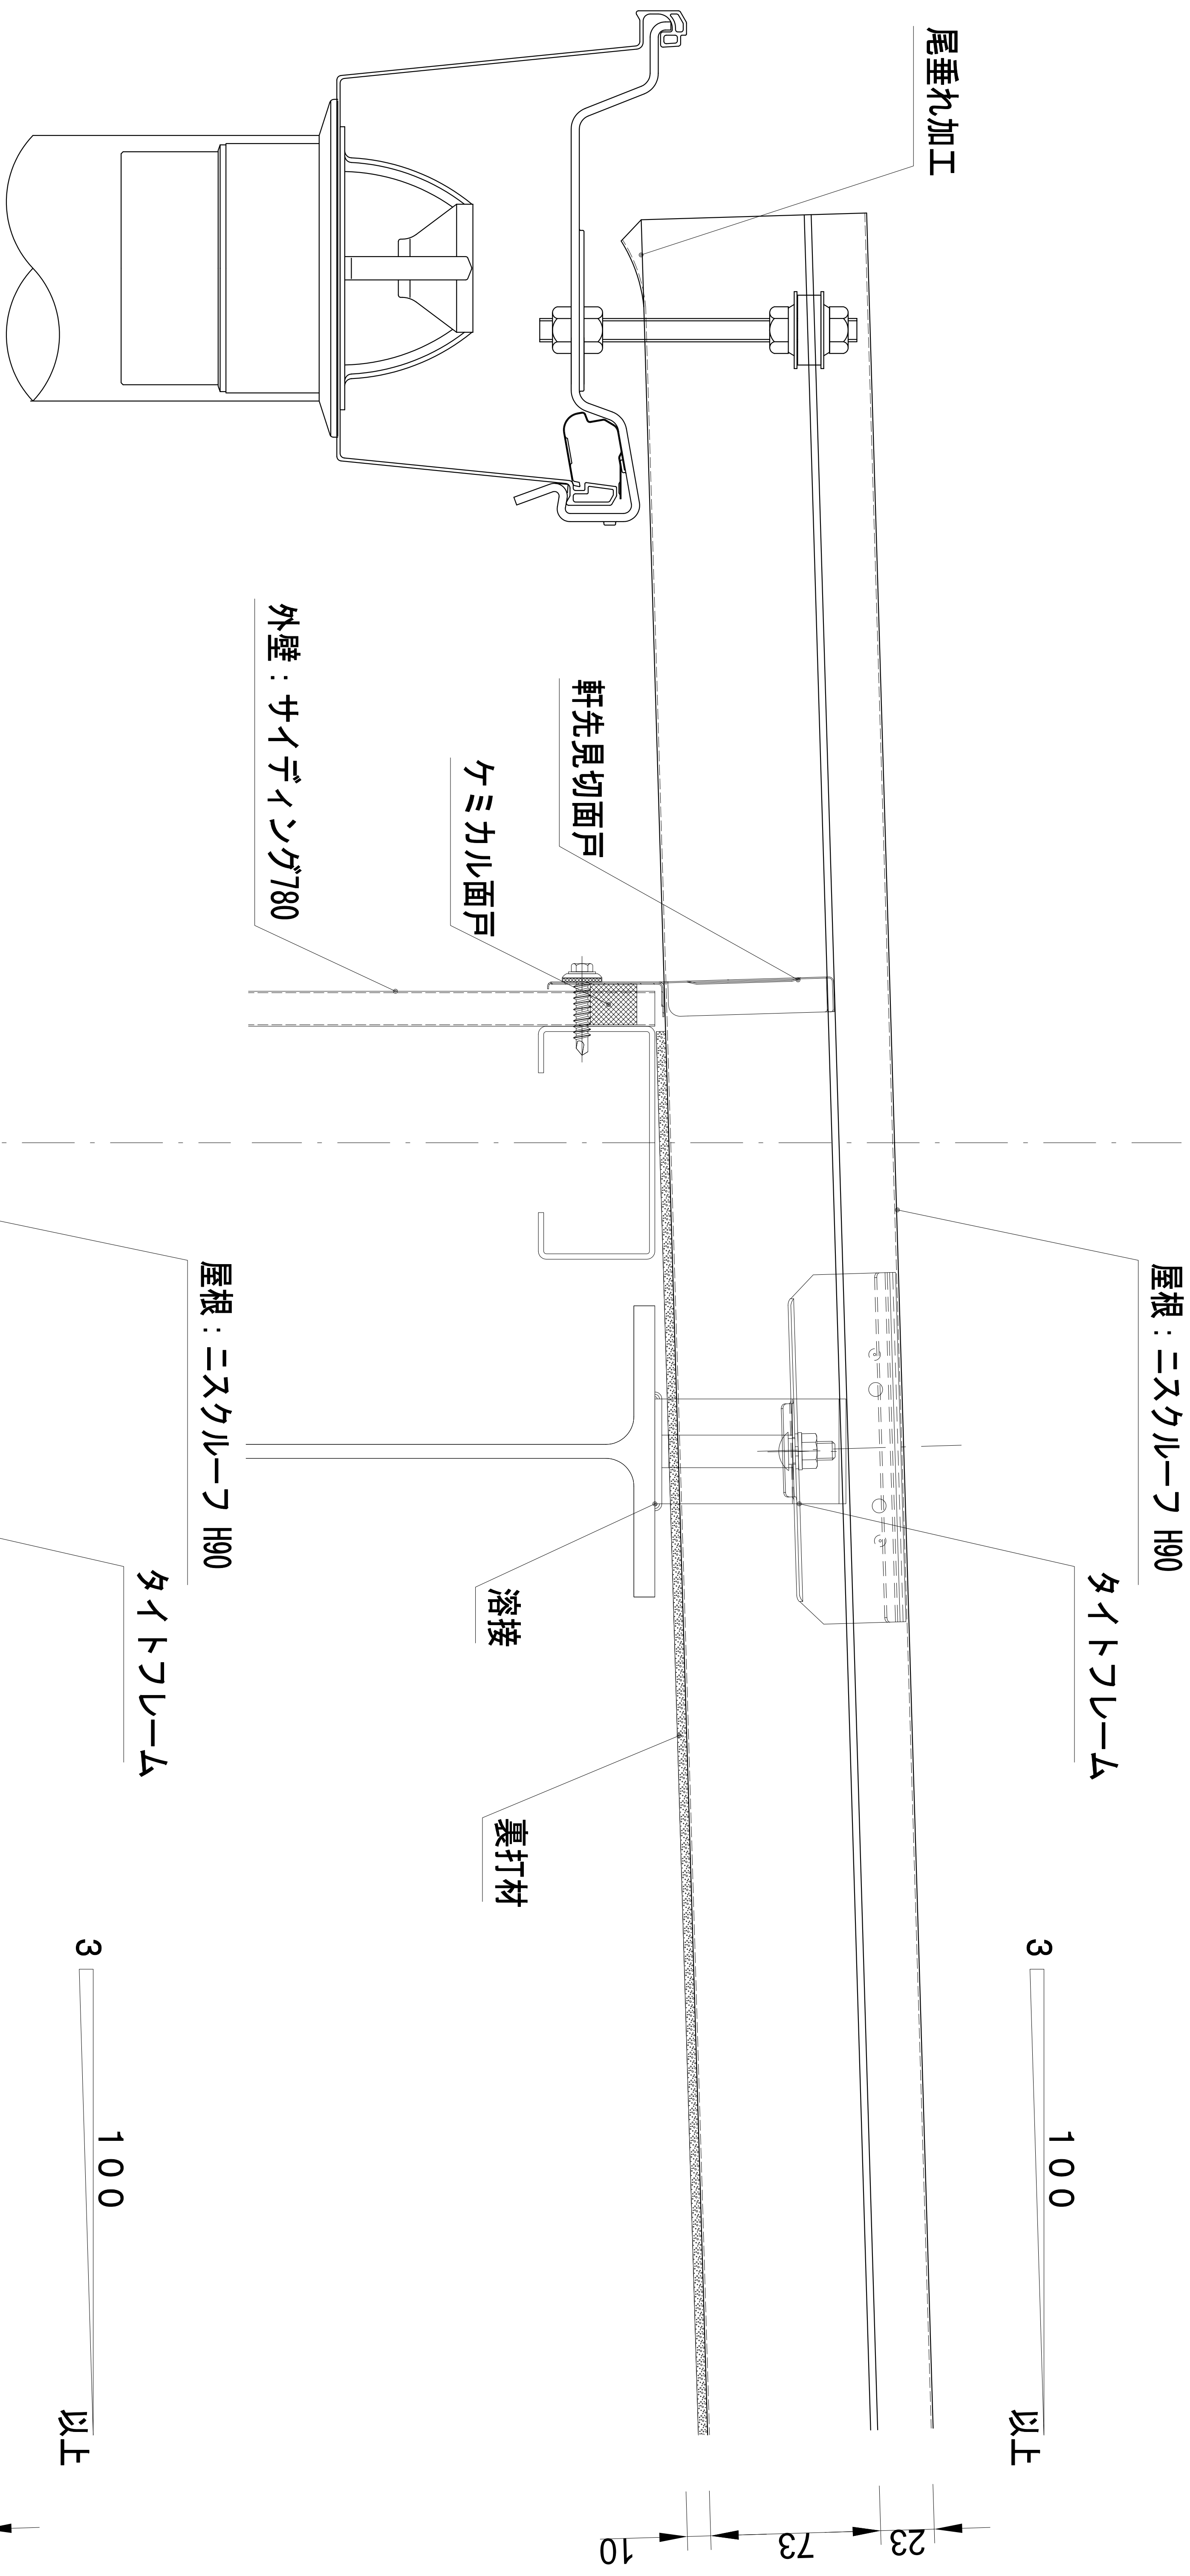 尾垂れ加工
屋根：ニスクルーフ H90
タイトフレーム
3
100
以上
軒先見切面戸
ケミカル面戸
外壁：サイディング780
溶接
裏打材
23
73
10
屋根：ニスクルーフ H90
タイトフレーム
3
100
以上